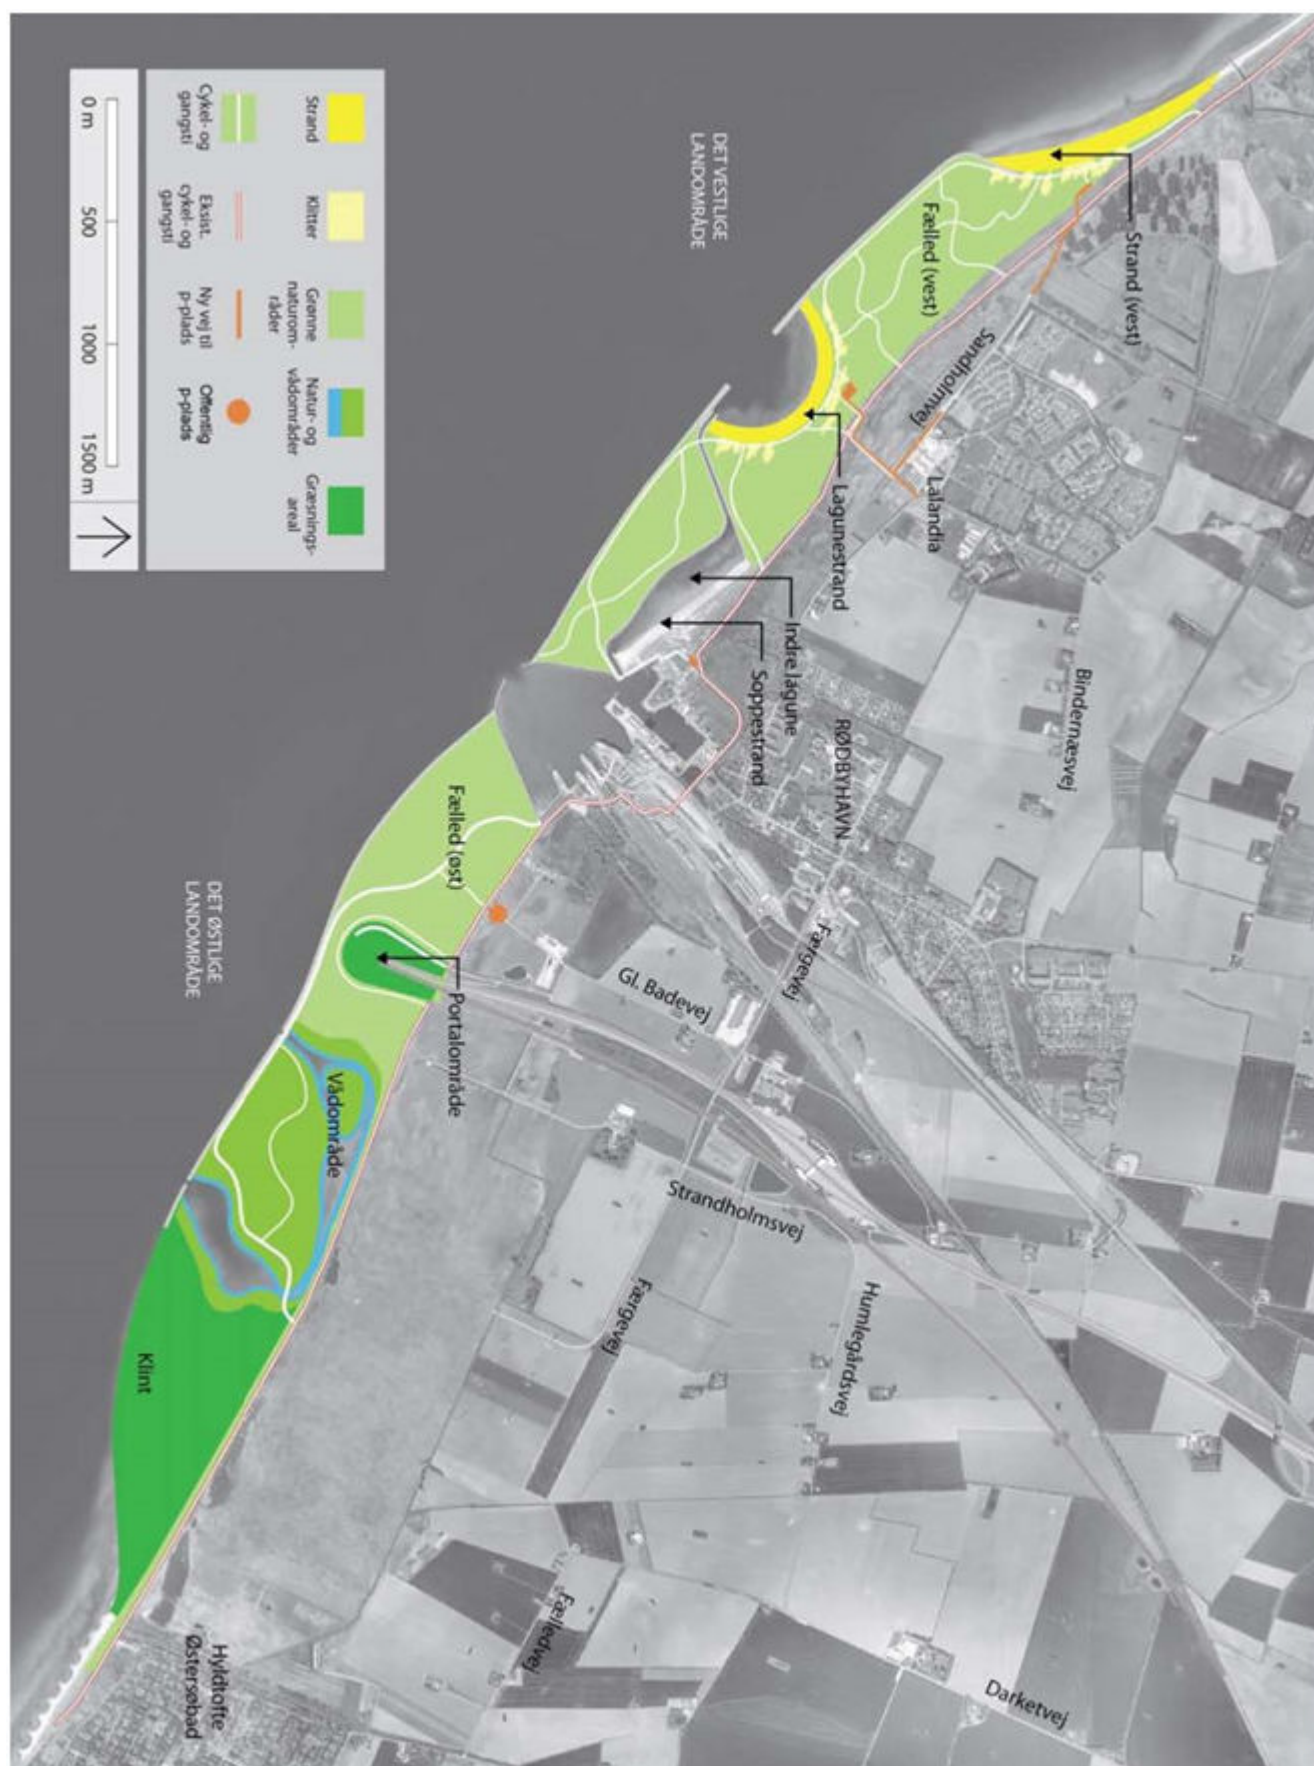 Strand (vest)
Fælled (vest)
Sandholmvej
Lalandia
Lagunestrand
DET VESTLIGE
LANDOMRÅDE
Indre lagune
Soppestrand
Bindernæsvej
RØDBYHAVN
Færgevej
Fælled (øst)
Gl. Badevej
Portalområde
DET ØSTLIGE
LANDOMRÅDE
Vådområde
Strandholmsvej
Færgevej
Humlegårdsvej
Klint
Fælledvej
Darketvej
Hyldtofte
Østersøbad
Strand
Klitter
Grønne
naturom-
råder
Natur- og
vådområder
Græsnings-
areal
Cykel- og
gangsti
Eksist.
cykel- og
gangsti
Ny vej til
p-plads
Offentlig
p-plads
0 m
500
1000
1500 m